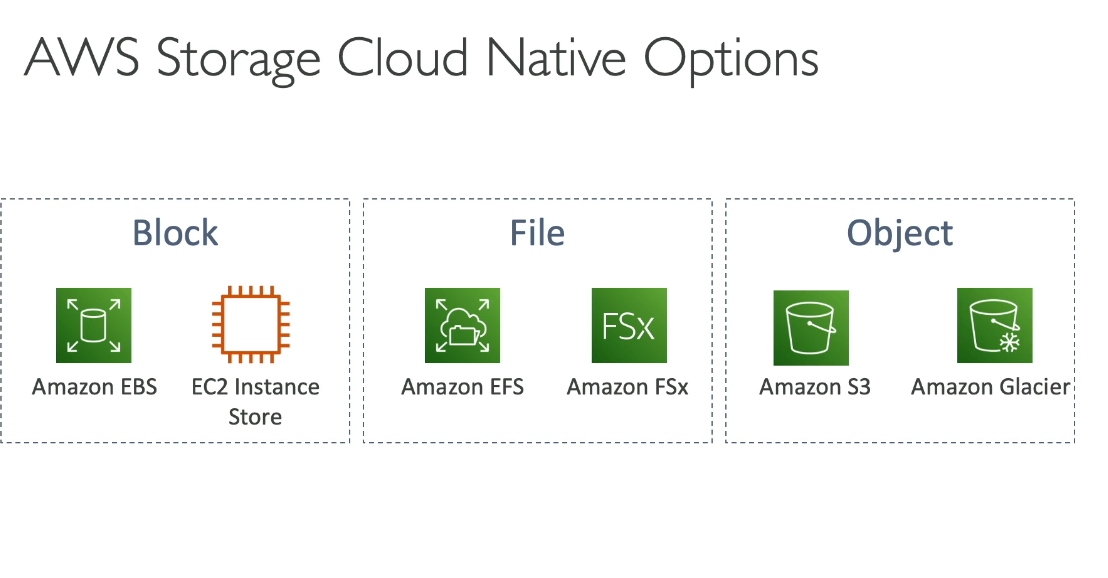 AWS Storage Cloud Native Options
Block
Amazon EBS
EC2 Instance
Store
File
Amazon EFS
FSx
Amazon FSx
Object
Amazon S3
Amazon Glacier